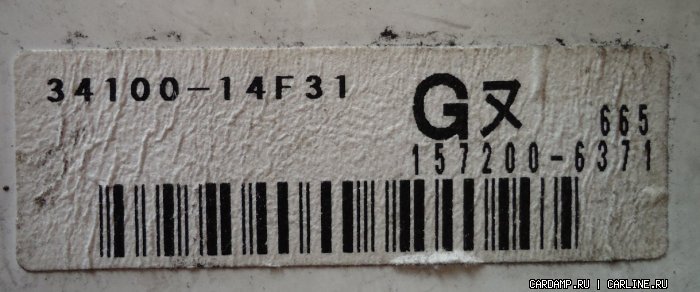 34100-14F31
Gヌ 665
157200-6371
CARDAMP.RU | CARLINE.RU